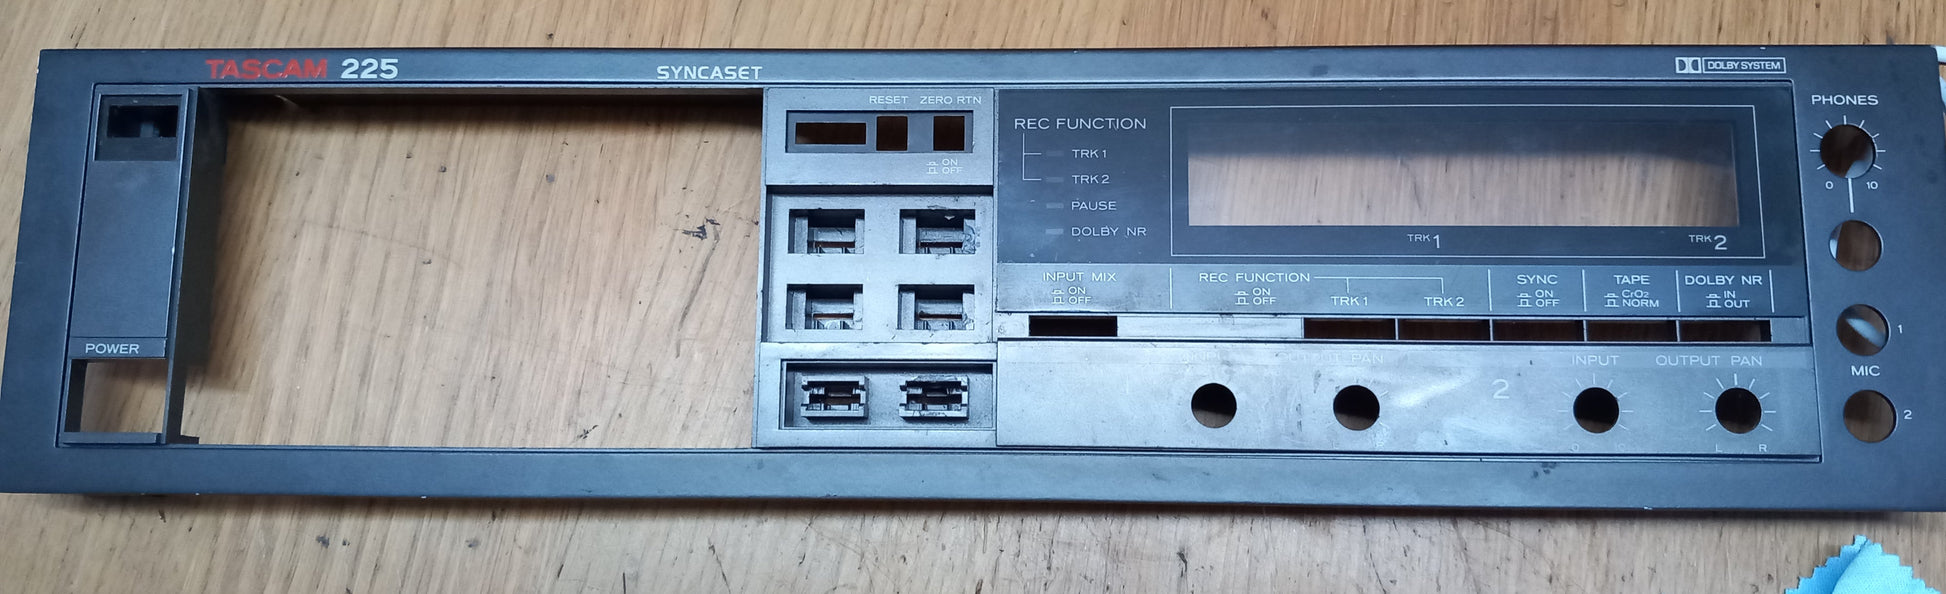 TASCAM 225
SYNCASET
DOLBY SYSTEM
POWER
RESET ZERO RTN
ON
OFF
REC FUNCTION
TRK 1
TRK 2
PAUSE
DOLBY NR
TRK 1
TRK 2
PHONES
0 10
INPUT MIX
ON
OFF
REC FUNCTION
ON
OFF
TRK 1
TRK 2
SYNC
ON
OFF
TAPE
CrO2
NORM
DOLBY NR
IN
OUT
1
MIC
2
OUTPUT PAN
2
INPUT
OUTPUT PAN
L R